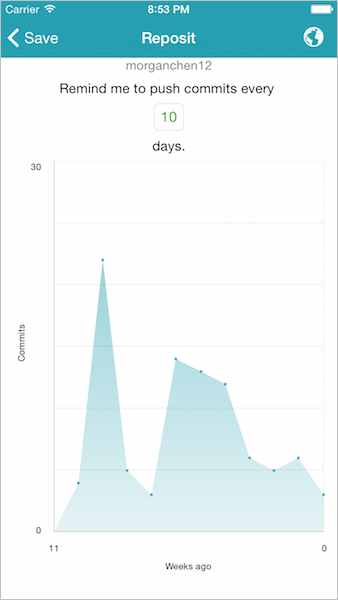 Carrier 8:53 PM
Save Reposit
morganchen12
Remind me to push commits every
10
days.
30
Commits
0
11 0
Weeks ago